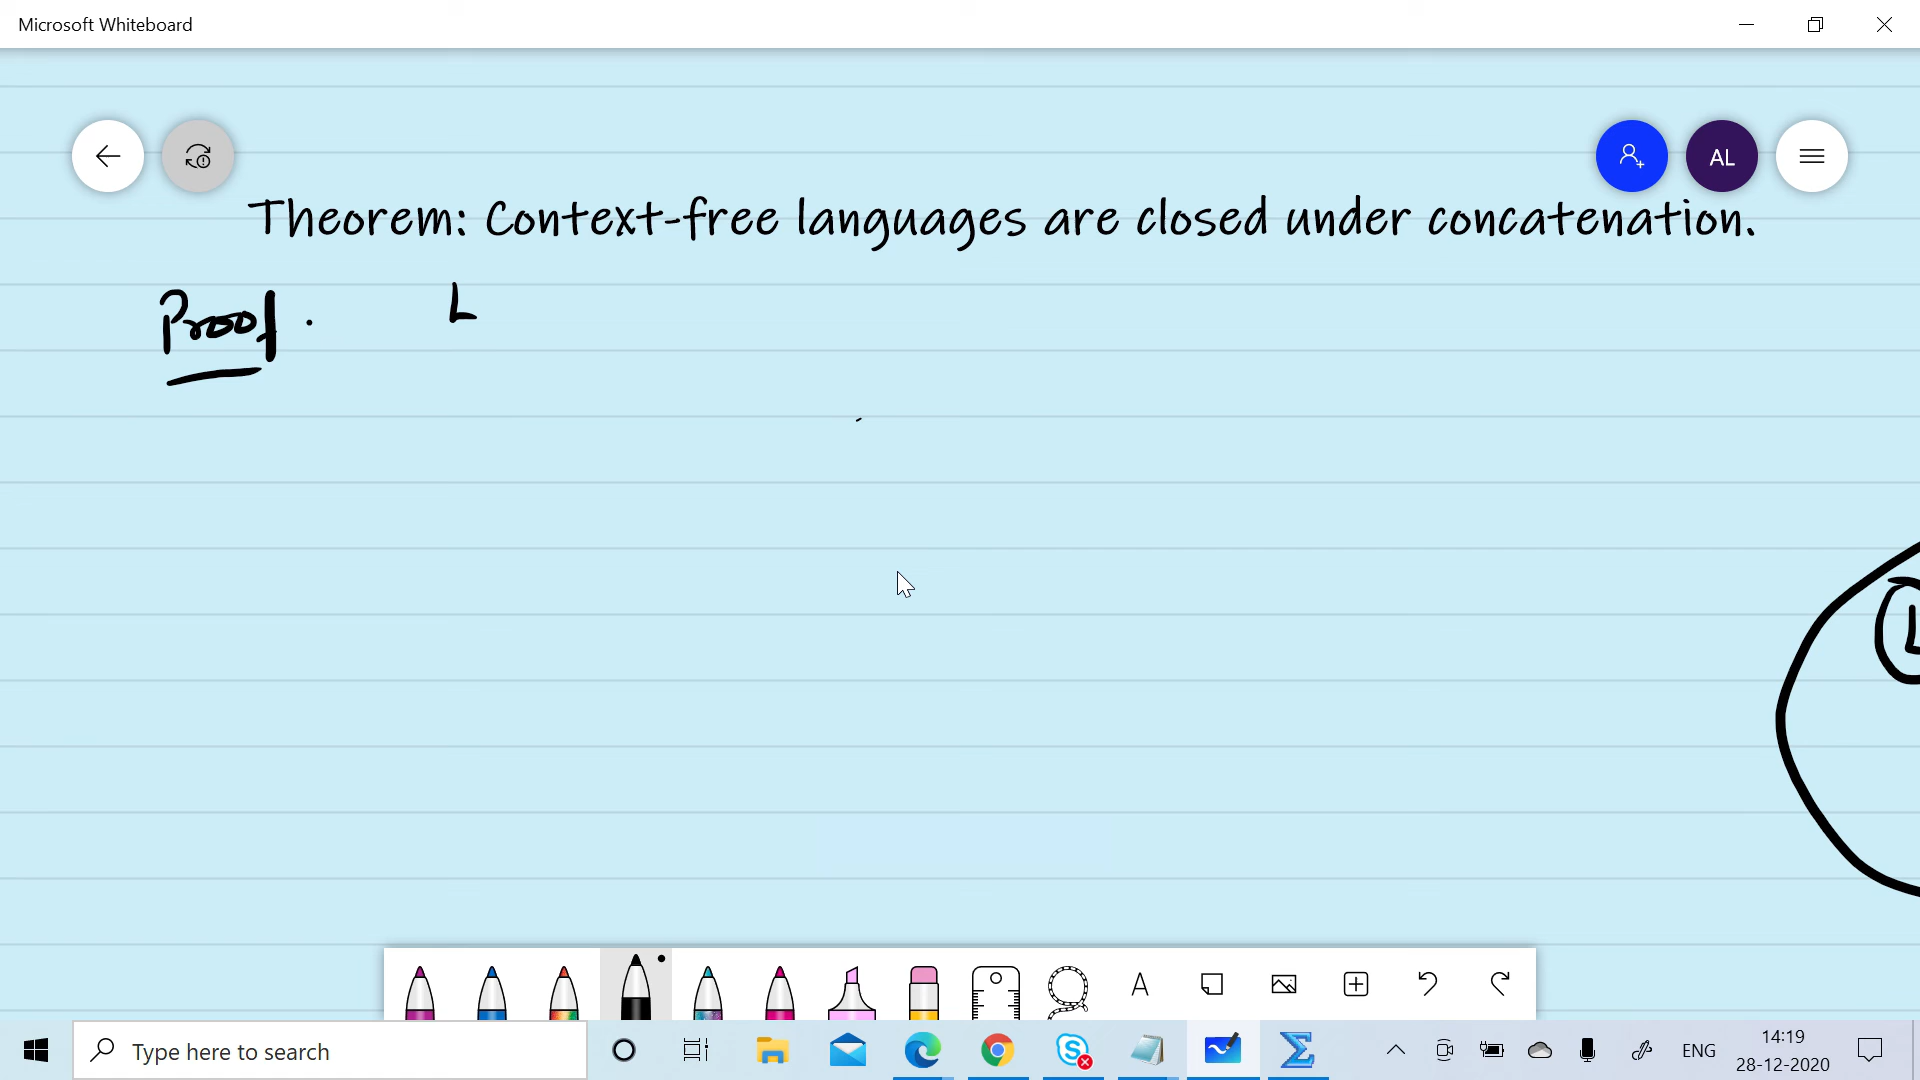 Microsoft Whiteboard
AL
Theorem: Context-free languages are closed under concatenation.
Proof. L
L
A
Type here to search
ENG
14:19
28-12-2020